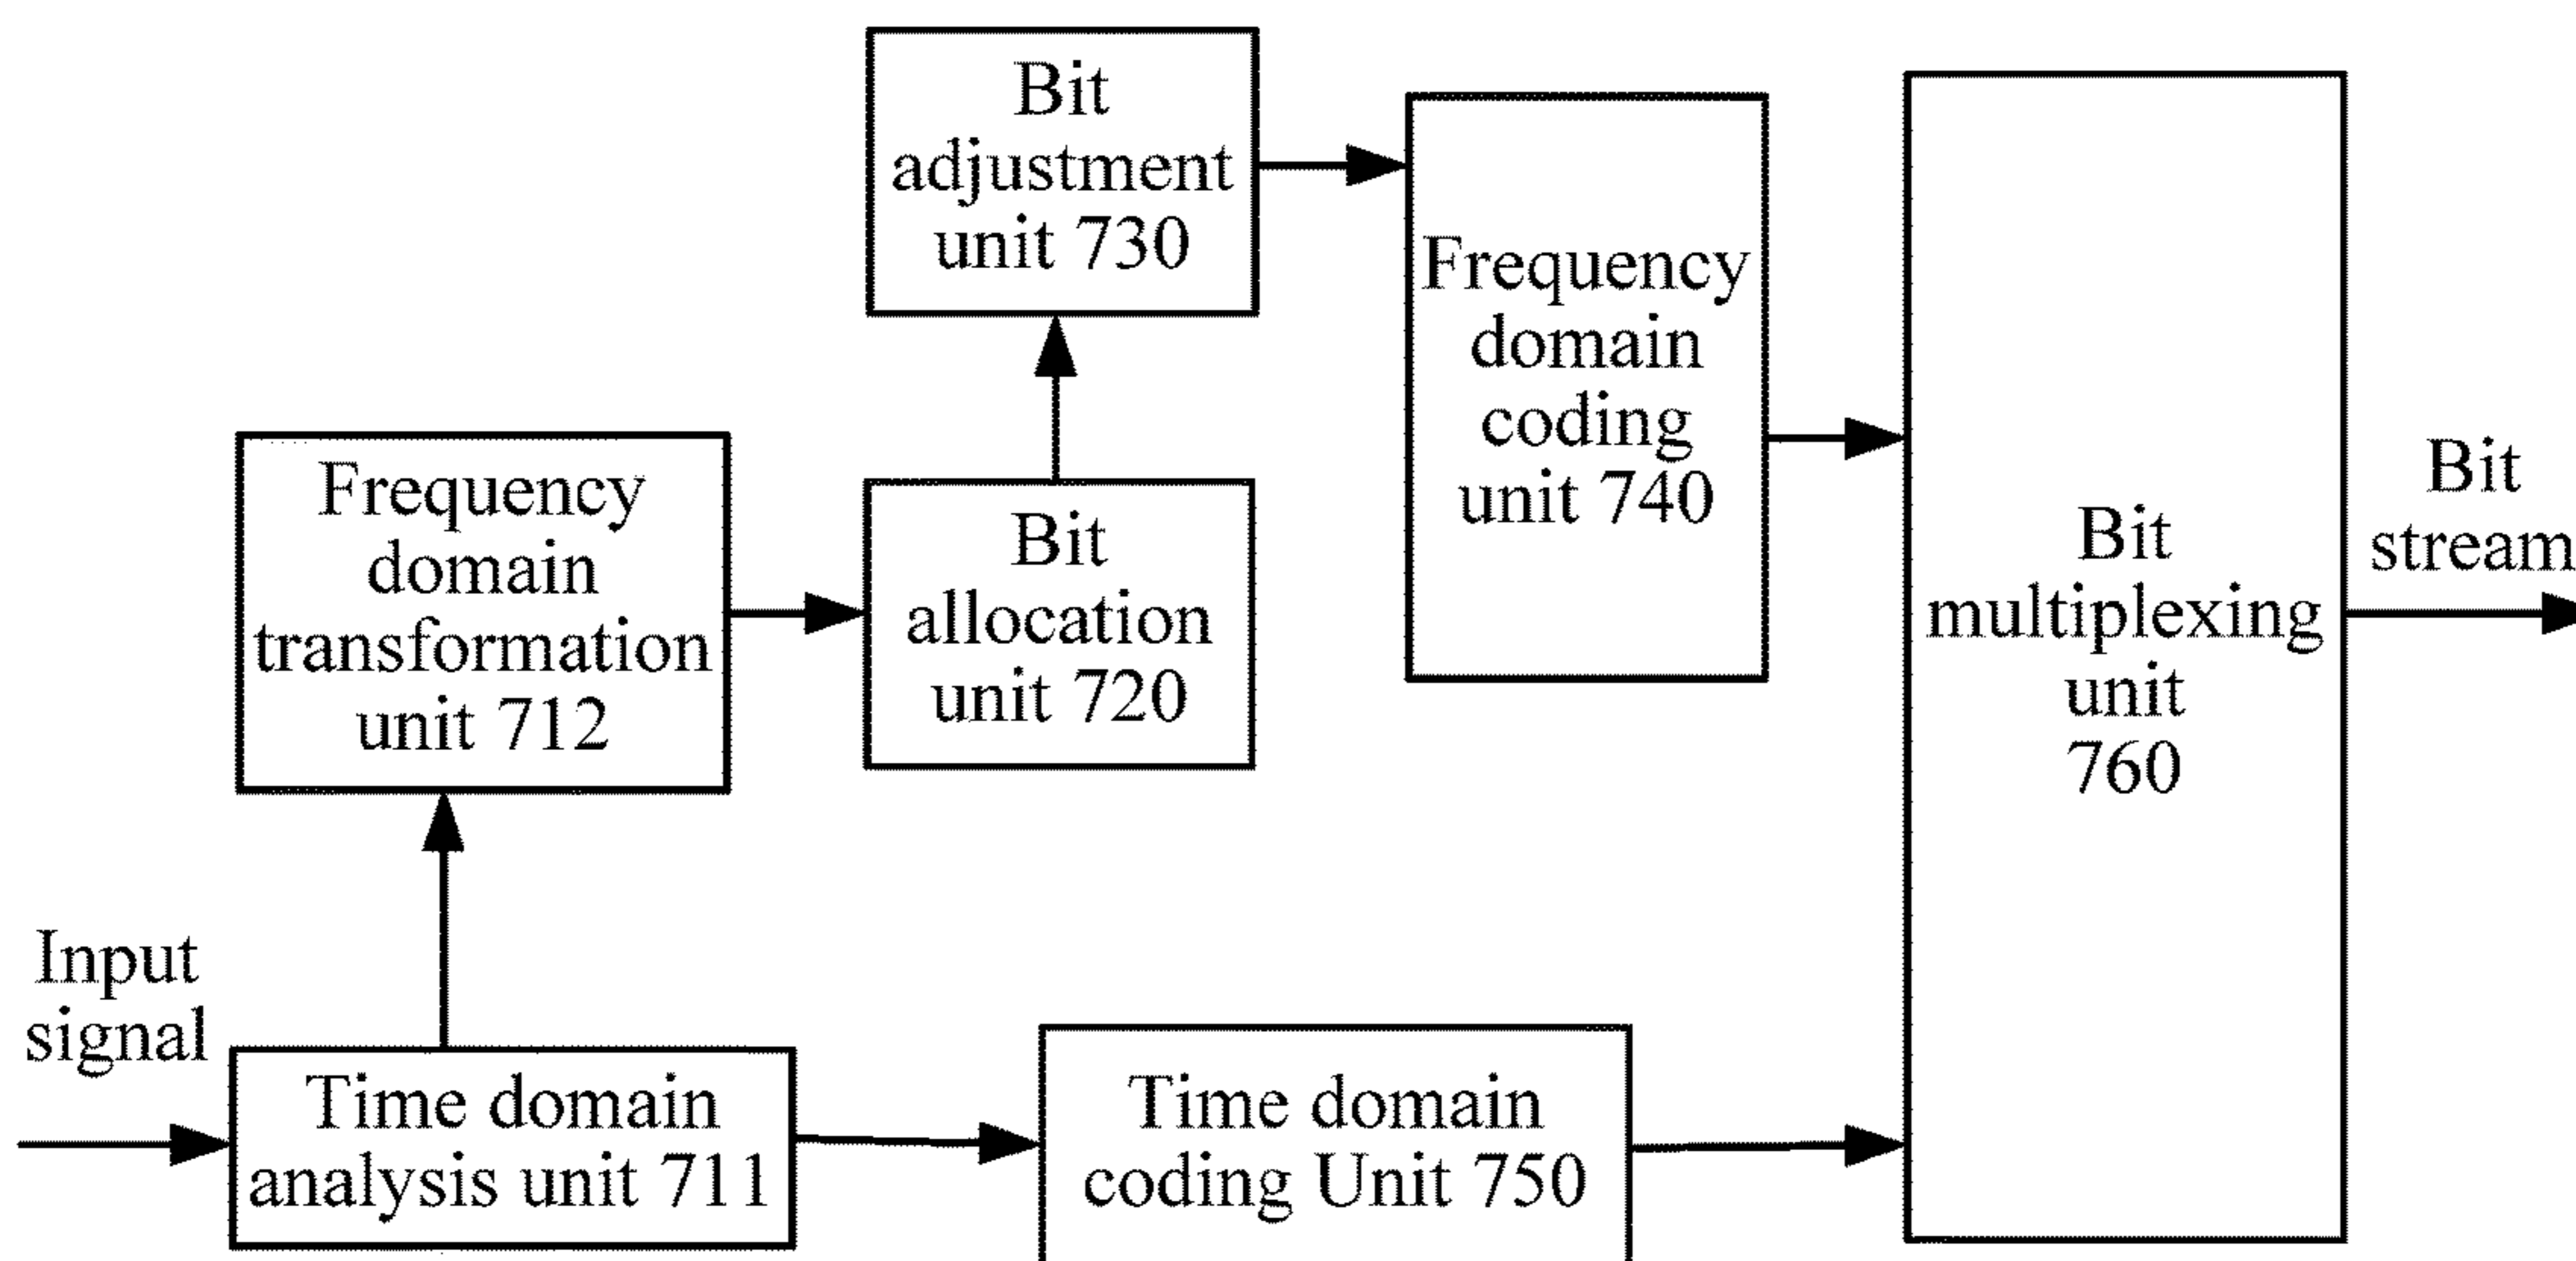 Bit
adjustment
unit 730
Frequency
domain
coding
unit 740
Bit
multiplexing
unit
760
Bit
stream
Frequency
domain
transformation
unit 712
Bit
allocation
unit 720
Input
signal
Time domain
analysis unit 711
Time domain
coding Unit 750